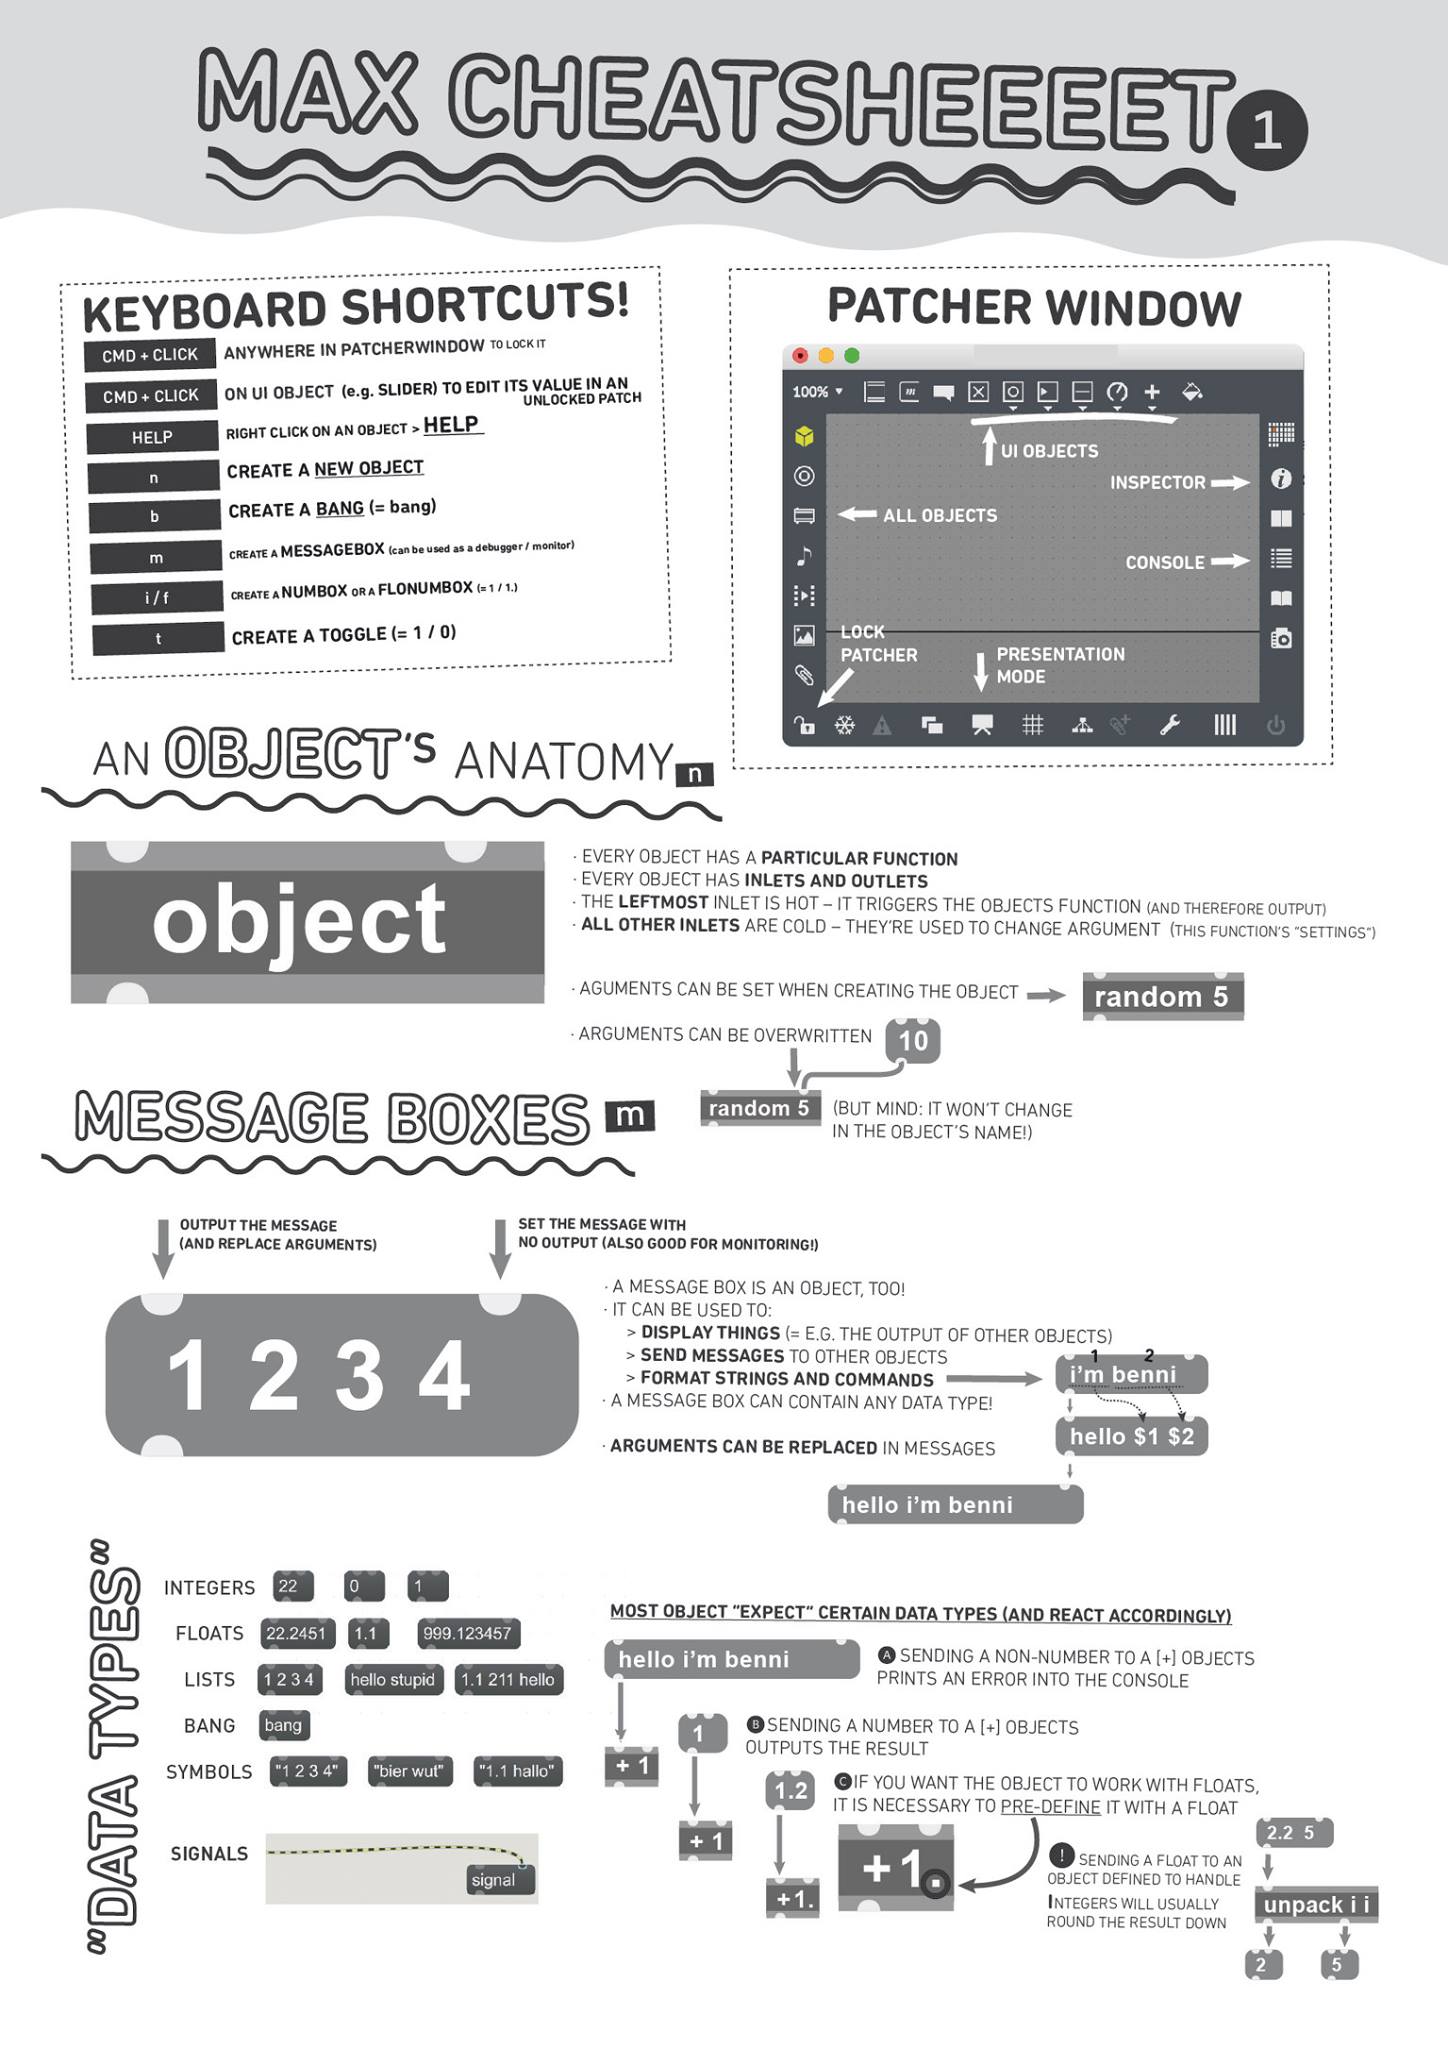 MAX CHEATSHEEEET 1
KEYBOARD SHORTCUTS!
CMD + CLICK ANYWHERE IN PATCHERWINDOW TO LOCK IT
CMD + CLICK ON UI OBJECT (e.g. SLIDER) TO EDIT ITS VALUE IN AN
UNLOCKED PATCH
HELP RIGHT CLICK ON AN OBJECT > HELP
n CREATE A NEW OBJECT
b CREATE A BANG (= bang)
m CREATE A MESSAGEBOX (can be used as a debugger / monitor)
i / f CREATE A NUMBOX OR A FLONUMBOX (= 1 / 1.)
t CREATE A TOGGLE (= 1 / 0)
PATCHER WINDOW
100%
m
UI OBJECTS
INSPECTOR
ALL OBJECTS
CONSOLE
LOCK
PATCHER
PRESENTATION
MODE
AN OBJECT'S ANATOMY n
object
· EVERY OBJECT HAS A PARTICULAR FUNCTION
· EVERY OBJECT HAS INLETS AND OUTLETS
· THE LEFTMOST INLET IS HOT – IT TRIGGERS THE OBJECTS FUNCTION (AND THEREFORE OUTPUT)
· ALL OTHER INLETS ARE COLD – THEY'RE USED TO CHANGE ARGUMENT (THIS FUNCTION'S "SETTINGS")
· AGUMENTS CAN BE SET WHEN CREATING THE OBJECT
random 5
· ARGUMENTS CAN BE OVERWRITTEN
10
random 5
(BUT MIND: IT WON'T CHANGE
IN THE OBJECT'S NAME!)
MESSAGE BOXES m
OUTPUT THE MESSAGE
(AND REPLACE ARGUMENTS)
SET THE MESSAGE WITH
NO OUTPUT (ALSO GOOD FOR MONITORING!)
1 2 3 4
· A MESSAGE BOX IS AN OBJECT, TOO!
· IT CAN BE USED TO:
> DISPLAY THINGS (= E.G. THE OUTPUT OF OTHER OBJECTS)
> SEND MESSAGES TO OTHER OBJECTS
> FORMAT STRINGS AND COMMANDS
· A MESSAGE BOX CAN CONTAIN ANY DATA TYPE!
· ARGUMENTS CAN BE REPLACED IN MESSAGES
1 2
i'm benni
hello $1 $2
hello i'm benni
"DATA TYPES"
INTEGERS 22 0 1
FLOATS 22.2451 1.1 999.123457
LISTS 1 2 3 4 hello stupid 1.1 211 hello
BANG bang
SYMBOLS "1 2 3 4" "bier wut" "1.1 hallo"
SIGNALS signal
MOST OBJECT "EXPECT" CERTAIN DATA TYPES (AND REACT ACCORDINGLY)
hello i'm benni
+ 1
A SENDING A NON-NUMBER TO A [+] OBJECTS
PRINTS AN ERROR INTO THE CONSOLE
1
+ 1
B SENDING A NUMBER TO A [+] OBJECTS
OUTPUTS THE RESULT
1.2
+1.
C IF YOU WANT THE OBJECT TO WORK WITH FLOATS,
IT IS NECESSARY TO PRE-DEFINE IT WITH A FLOAT
+1.
! SENDING A FLOAT TO AN
OBJECT DEFINED TO HANDLE
INTEGERS WILL USUALLY
ROUND THE RESULT DOWN
2.2 5
unpack i i
2 5